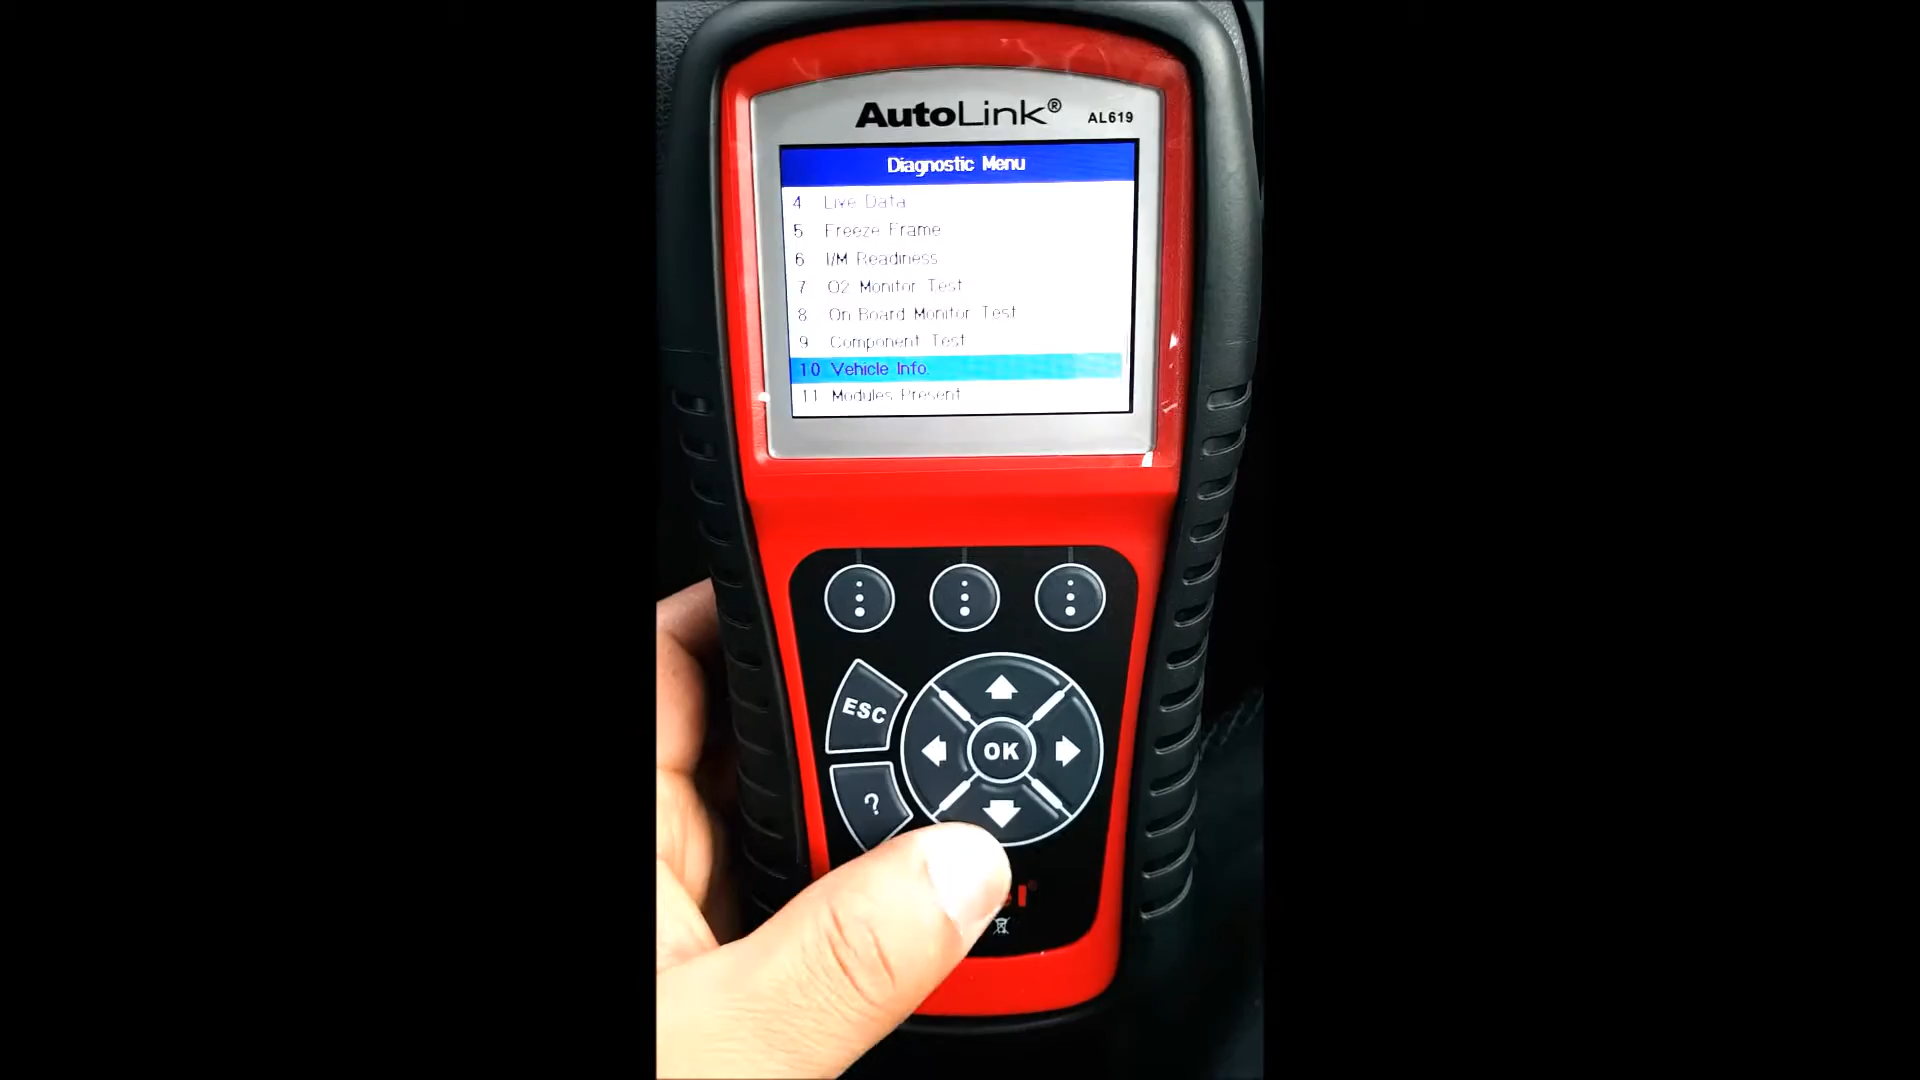 AutoLink® AL619
Diagnostic Menu
4 Live Data
5 Freeze Frame
6 I/M Readiness
7 O2 Monitor Test
8 On Board Monitor Test
9 Component Test
10 Vehicle Info.
11 Modules Present
ESC
OK
?